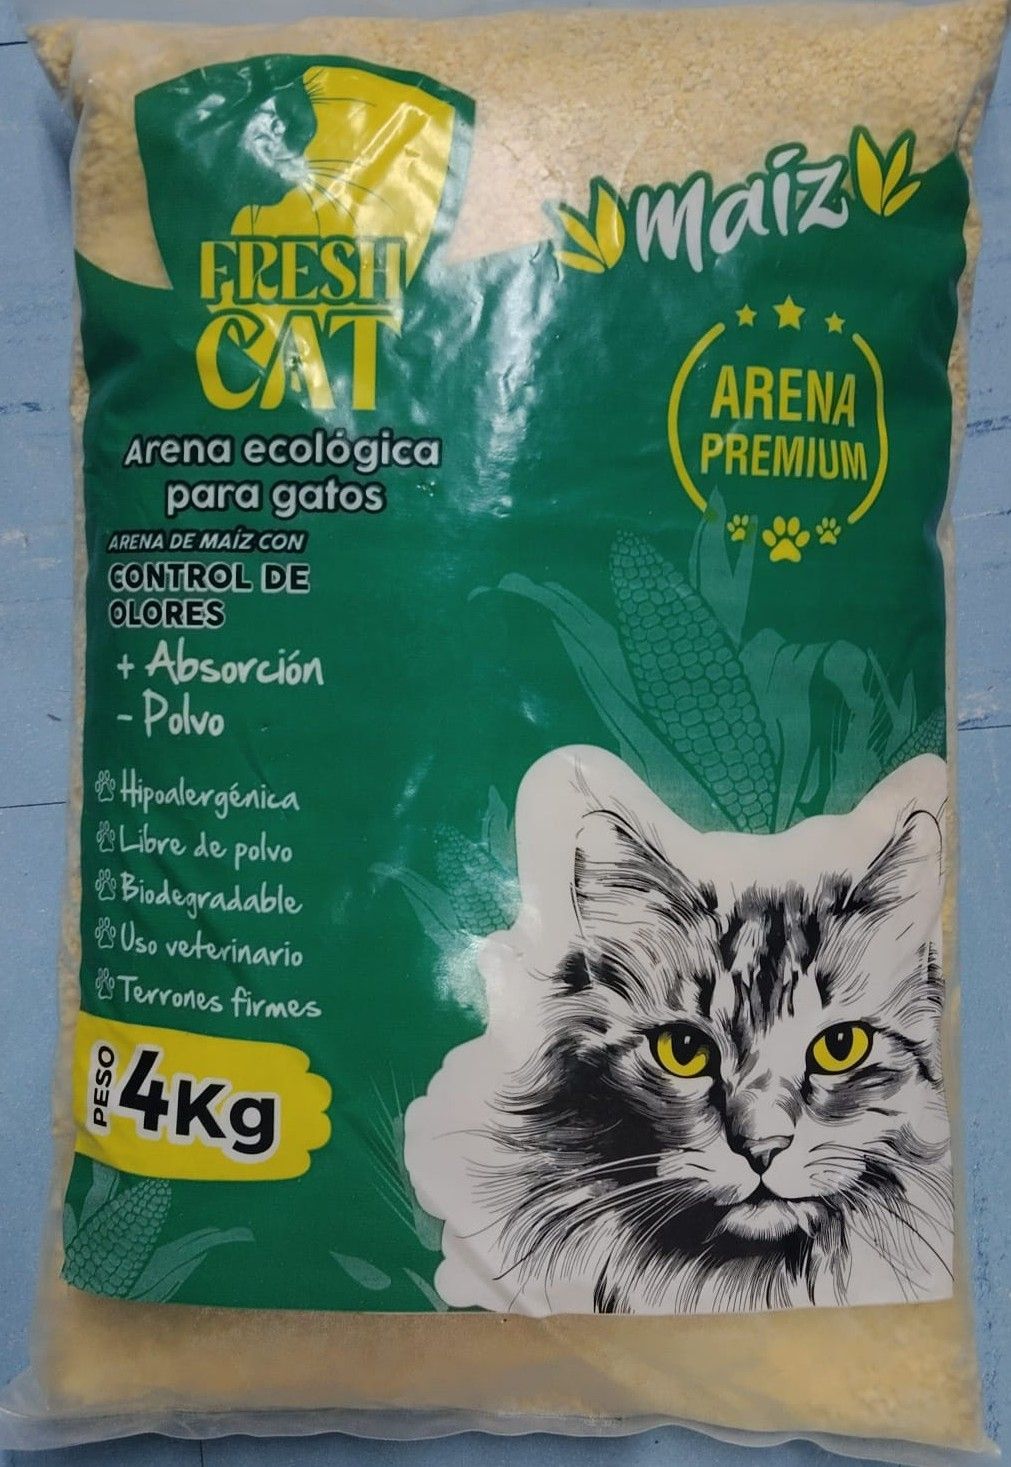 FRESH
CAT
maíz
ARENA
PREMIUM
Arena ecológica
para gatos
ARENA DE MAÍZ CON
CONTROL DE
OLORES
+ Absorción
- Polvo
Hipoalergénica
Libre de polvo
Biodegradable
Uso veterinario
Terrones firmes
PESO
4Kg